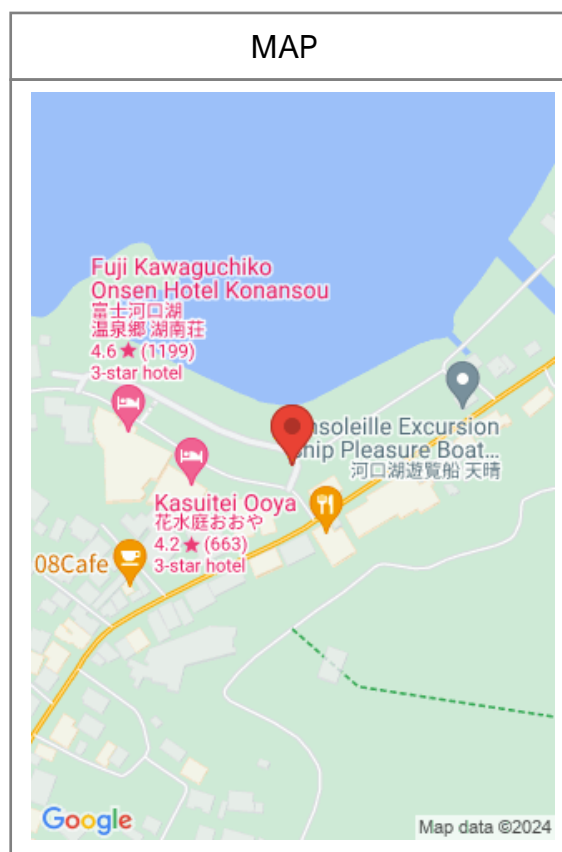 MAP
Fuji Kawaguchiko
Onsen Hotel Konansou
富士河口湖
温泉郷 湖南荘
4.6★(1199)
3-star hotel
nsoleille Excursion
hip Pleasure Boat...
河口湖遊覧船 天晴
Kasuitei Ooya
花水庭おおや
4.2★(663)
3-star hotel
08Cafe
Google
Map data ©2024